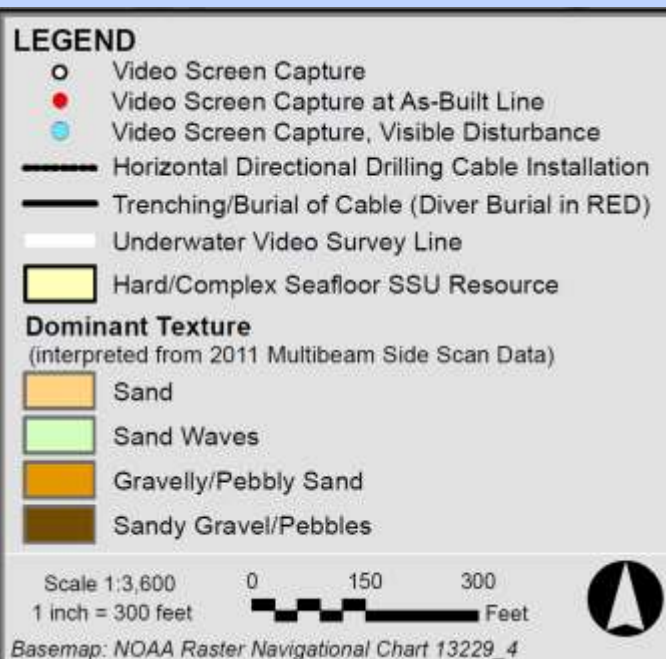 LEGEND
Video Screen Capture
Video Screen Capture at As-Built Line
Video Screen Capture, Visible Disturbance
Horizontal Directional Drilling Cable Installation
Trenching/Burial of Cable (Diver Burial in RED)
Underwater Video Survey Line
Hard/Complex Seafloor SSU Resource
Dominant Texture
(interpreted from 2011 Multibeam Side Scan Data)
Sand
Sand Waves
Gravelly/Pebbly Sand
Sandy Gravel/Pebbles
Scale 1:3,600
1 inch = 300 feet
0 150 300
Feet
Basemap: NOAA Raster Navigational Chart 13229_4